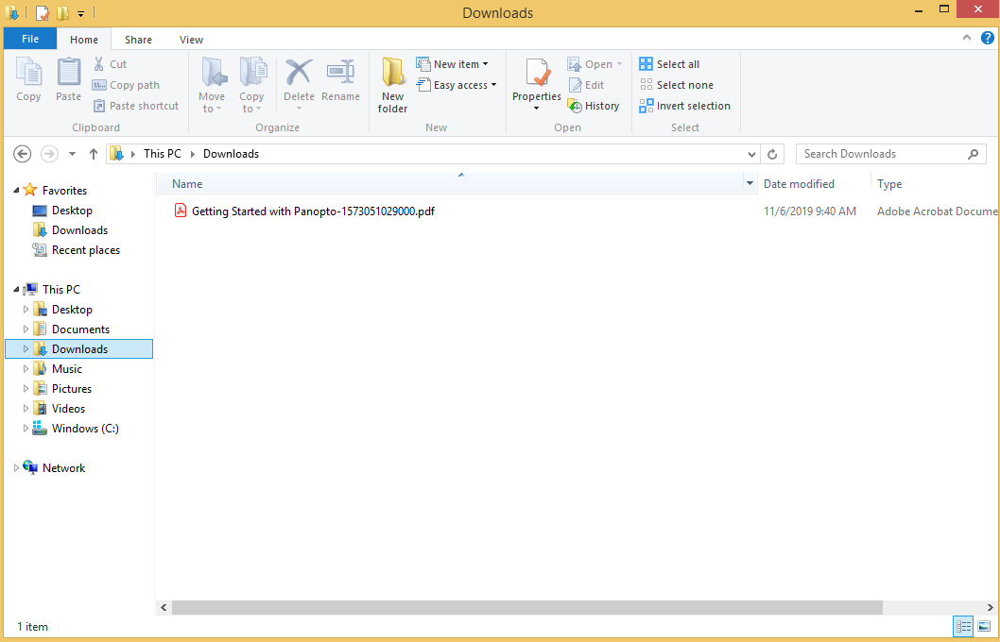 Downloads
File Home Share View
Copy
Paste
Cut
Copy path
Paste shortcut
Clipboard
Move to
Copy to
Delete
Rename
Organize
New folder
New item
Easy access
New
Properties
Open
Edit
History
Open
Select all
Select none
Invert selection
Select
This PC Downloads
Search Downloads
Favorites
Desktop
Downloads
Recent places
This PC
Desktop
Documents
Downloads
Music
Pictures
Videos
Windows (C:)
Network
Name Date modified Type
Getting Started with Panopto-1573051029000.pdf 11/6/2019 9:40 AM Adobe Acrobat Docume
1 item